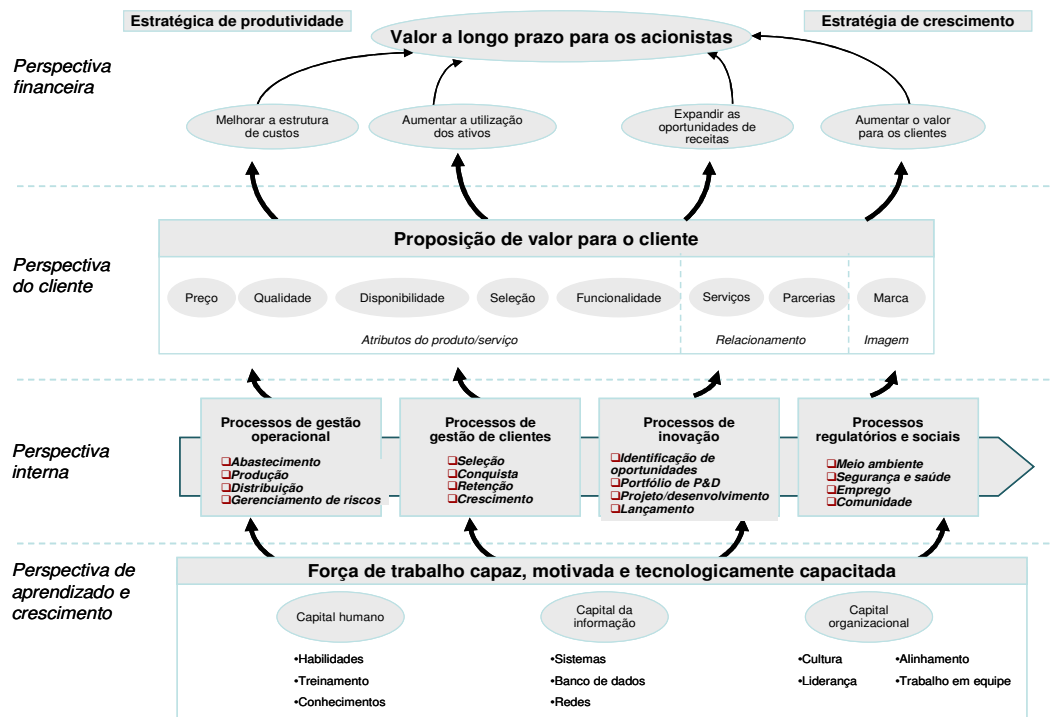 Estratégica de produtividade
Estratégia de crescimento
Valor a longo prazo para os acionistas
Perspectiva
financeira
Melhorar a estrutura
de custos
Aumentar a utilização
dos ativos
Expandir as
oportunidades de
receitas
Aumentar o valor
para os clientes
Proposição de valor para o cliente
Perspectiva
do cliente
Preço
Qualidade
Disponibilidade
Seleção
Funcionalidade
Serviços
Parcerias
Marca
Atributos do produto/serviço
Relacionamento
Imagem
Perspectiva
interna
Processos de gestão
operacional
❑Abastecimento
❑Produção
❑Distribuição
❑Gerenciamento de riscos
Processos de
gestão de clientes
❑Seleção
❑Conquista
❑Retenção
❑Crescimento
Processos de
inovação
❑Identificação de
oportunidades
❑Portfólio de P&D
❑Projeto/desenvolvimento
❑Lançamento
Processos
regulatórios e sociais
❑Meio ambiente
❑Segurança e saúde
❑Emprego
❑Comunidade
Perspectiva de
aprendizado e
crescimento
Força de trabalho capaz, motivada e tecnologicamente capacitada
Capital humano
•Habilidades
•Treinamento
•Conhecimentos
Capital da
informação
•Sistemas
•Banco de dados
•Redes
Capital
organizacional
•Cultura
•Liderança
•Alinhamento
•Trabalho em equipe